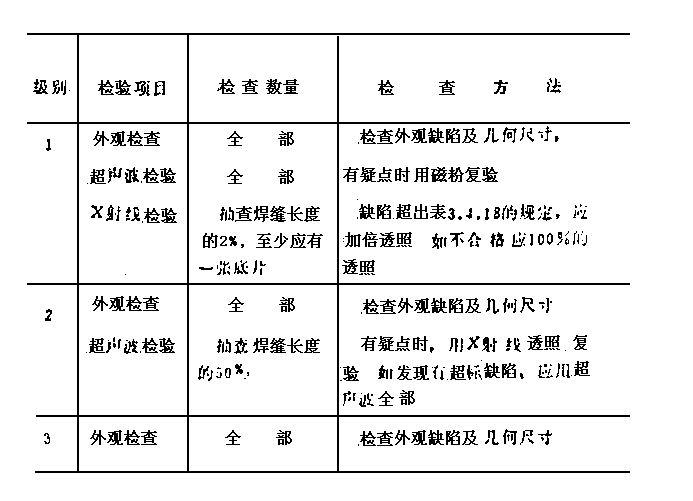 级别 检验项目 检查数量 检查方法
1 外观检查 全部 检查外观缺陷及几何尺寸,
超声波检验 全部 有疑点时用磁粉复验
X射线检验 抽查焊缝长度 缺陷超出表3.4.18的规定,应
的2%,至少应有 加倍透照 如不合格应100%的
一张底片 透照
2 外观检查 全部 检查外观缺陷及几何尺寸
超声波检验 抽查焊缝长度 有疑点时,用X射线透照复
的50%, 验 如发现有超标缺陷,应用超
声波全部
3 外观检查 全部 检查外观缺陷及几何尺寸